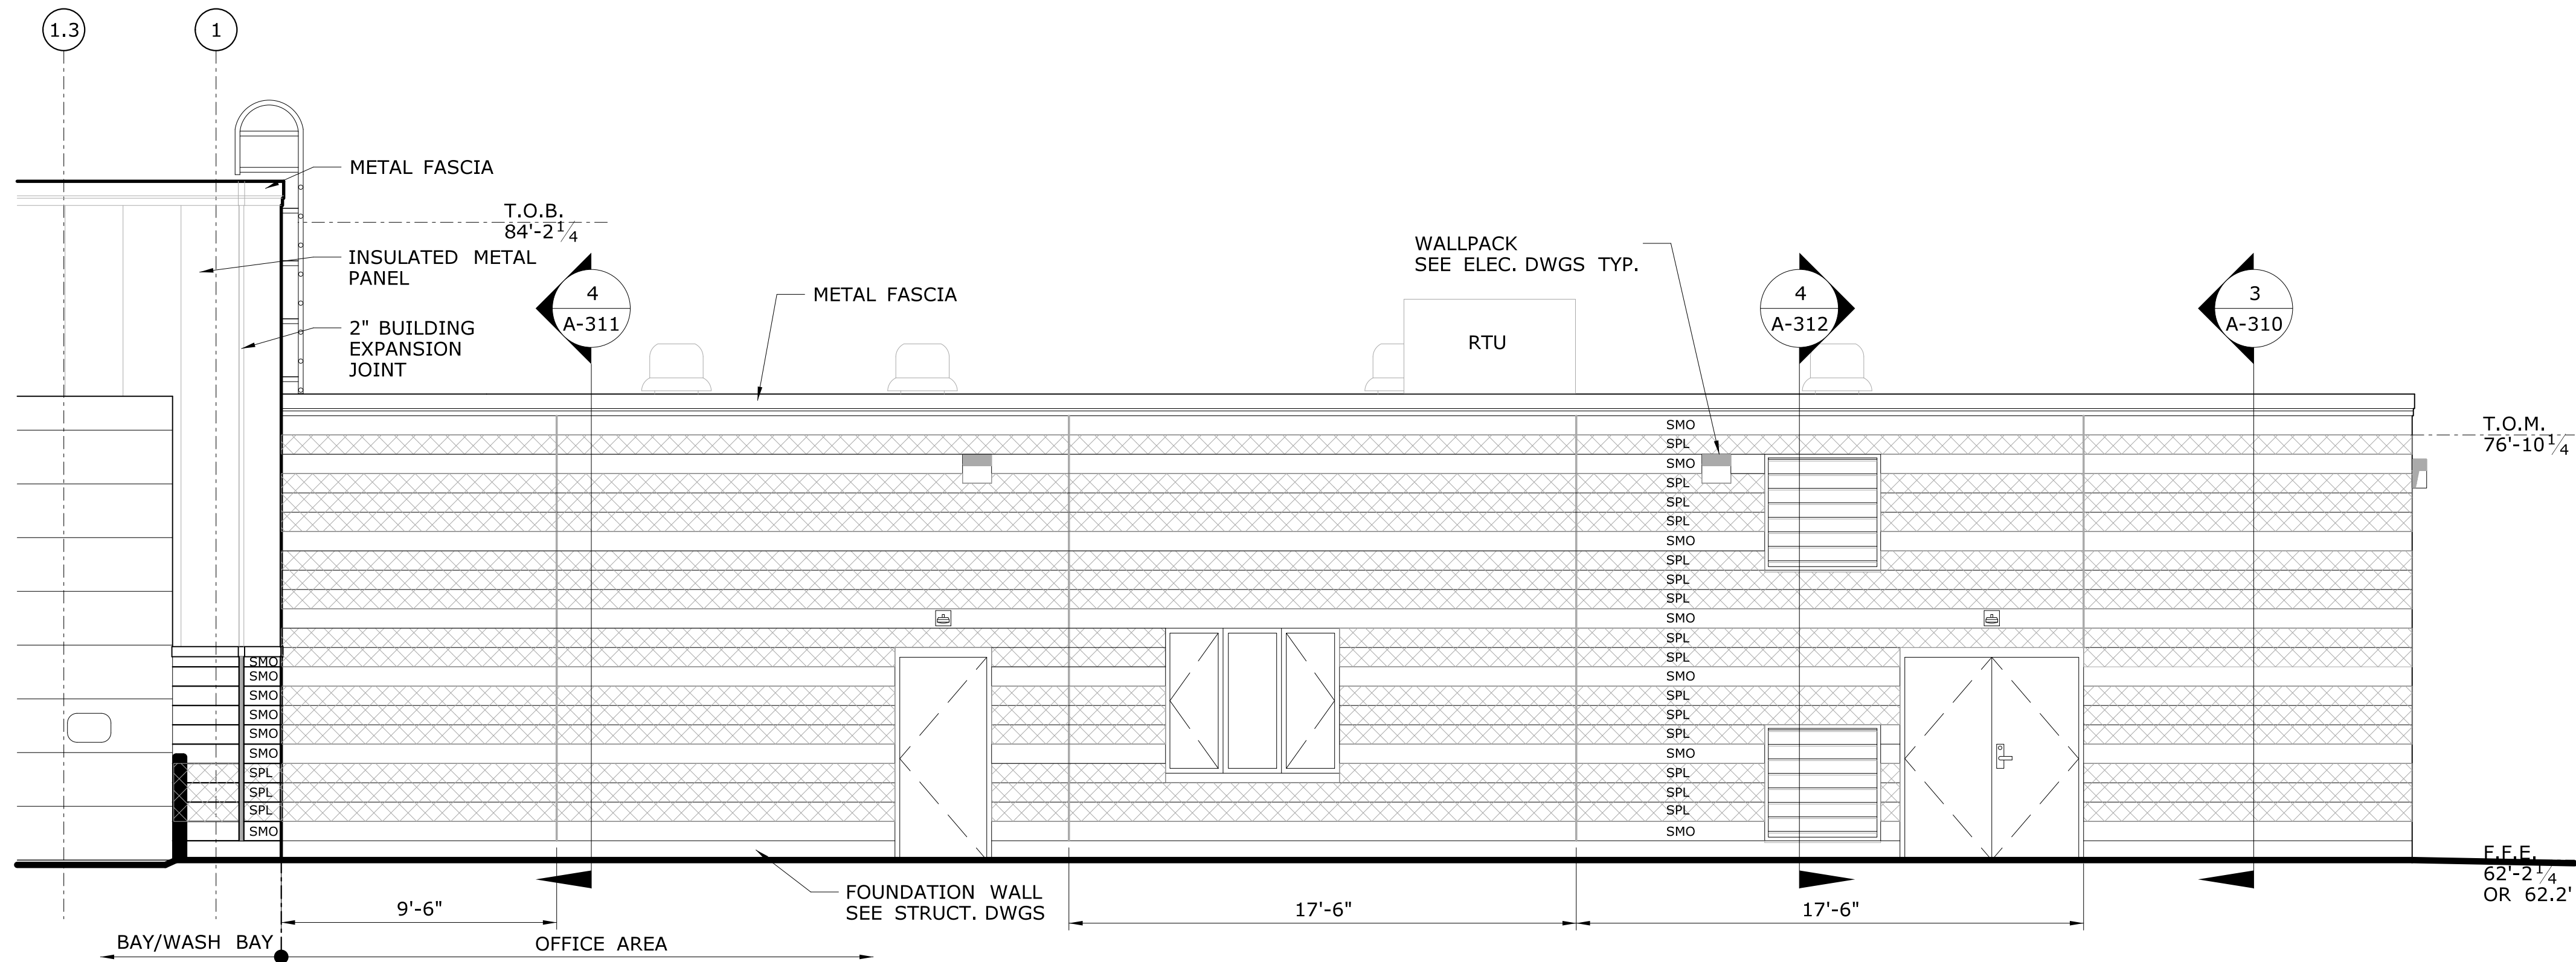 1.3
1
METAL FASCIA
T.O.B.
84'-2 1/4
INSULATED METAL
PANEL
2" BUILDING
EXPANSION
JOINT
4
A-311
METAL FASCIA
WALLPACK
SEE ELEC. DWGS TYP.
RTU
4
A-312
3
A-310
T.O.M.
76'-10 1/4
SMO
SPL
SMO
SPL
SPL
SPL
SMO
SPL
SPL
SPL
SMO
SPL
SPL
SMO
SPL
SPL
SPL
SMO
SPL
SPL
SPL
SMO
SMO
SMO
SMO
SMO
SMO
SMO
SPL
SPL
SPL
SMO
F.F.E.
62'-2 1/4
OR 62.2'
FOUNDATION WALL
SEE STRUCT. DWGS
9'-6"
17'-6"
17'-6"
BAY/WASH BAY
OFFICE AREA